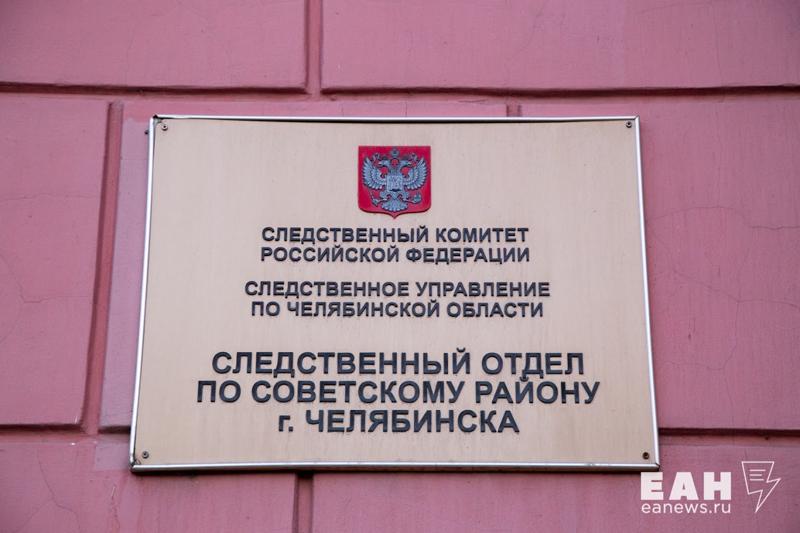 СЛЕДСТВЕННЫЙ КОМИТЕТ
РОССИЙСКОЙ ФЕДЕРАЦИИ
СЛЕДСТВЕННОЕ УПРАВЛЕНИЕ
ПО ЧЕЛЯБИНСКОЙ ОБЛАСТИ
СЛЕДСТВЕННЫЙ ОТДЕЛ
ПО СОВЕТСКОМУ РАЙОНУ
г. ЧЕЛЯБИНСКА
ЕАН
eanews.ru